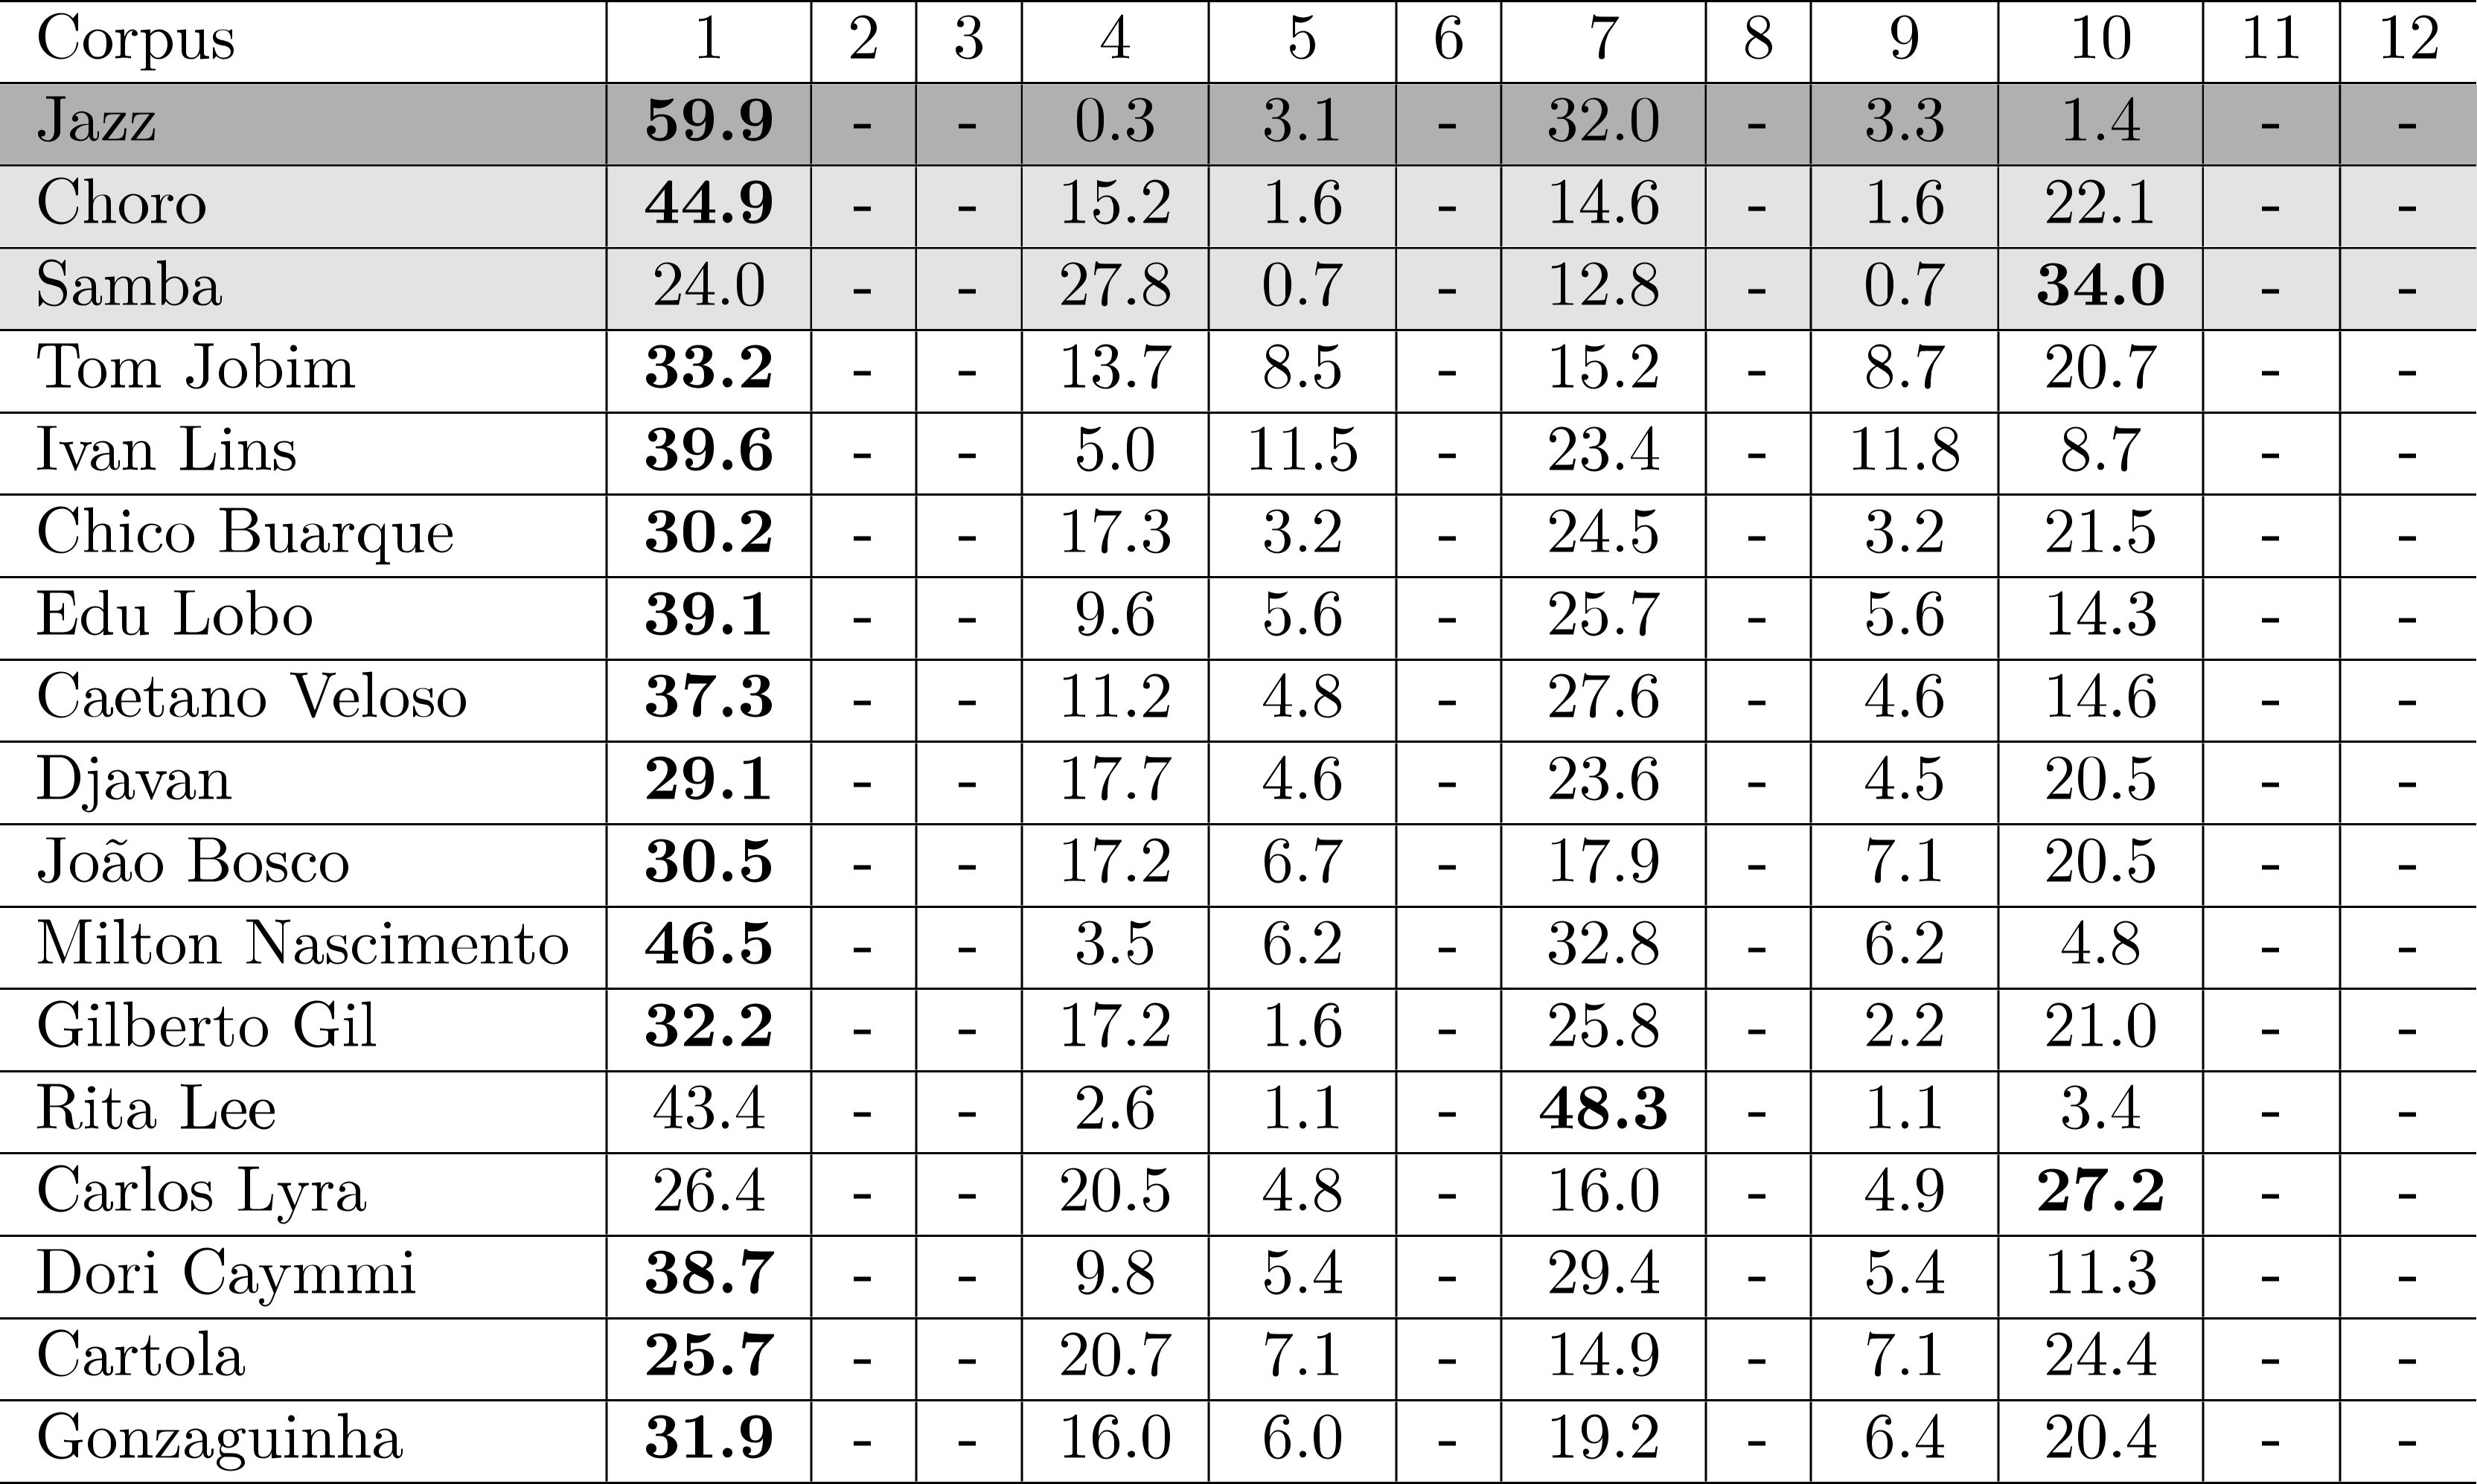 Corpus 1 2 3 4 5 6 7 8 9 10 11 12
Jazz 59.9 - - 0.3 3.1 - 32.0 - 3.3 1.4 - -
Choro 44.9 - - 15.2 1.6 - 14.6 - 1.6 22.1 - -
Samba 24.0 - - 27.8 0.7 - 12.8 - 0.7 34.0 - -
Tom Jobim 33.2 - - 13.7 8.5 - 15.2 - 8.7 20.7 - -
Ivan Lins 39.6 - - 5.0 11.5 - 23.4 - 11.8 8.7 - -
Chico Buarque 30.2 - - 17.3 3.2 - 24.5 - 3.2 21.5 - -
Edu Lobo 39.1 - - 9.6 5.6 - 25.7 - 5.6 14.3 - -
Caetano Veloso 37.3 - - 11.2 4.8 - 27.6 - 4.6 14.6 - -
Djavan 29.1 - - 17.7 4.6 - 23.6 - 4.5 20.5 - -
João Bosco 30.5 - - 17.2 6.7 - 17.9 - 7.1 20.5 - -
Milton Nascimento 46.5 - - 3.5 6.2 - 32.8 - 6.2 4.8 - -
Gilberto Gil 32.2 - - 17.2 1.6 - 25.8 - 2.2 21.0 - -
Rita Lee 43.4 - - 2.6 1.1 - 48.3 - 1.1 3.4 - -
Carlos Lyra 26.4 - - 20.5 4.8 - 16.0 - 4.9 27.2 - -
Dori Caymmi 38.7 - - 9.8 5.4 - 29.4 - 5.4 11.3 - -
Cartola 25.7 - - 20.7 7.1 - 14.9 - 7.1 24.4 - -
Gonzaguinha 31.9 - - 16.0 6.0 - 19.2 - 6.4 20.4 - -